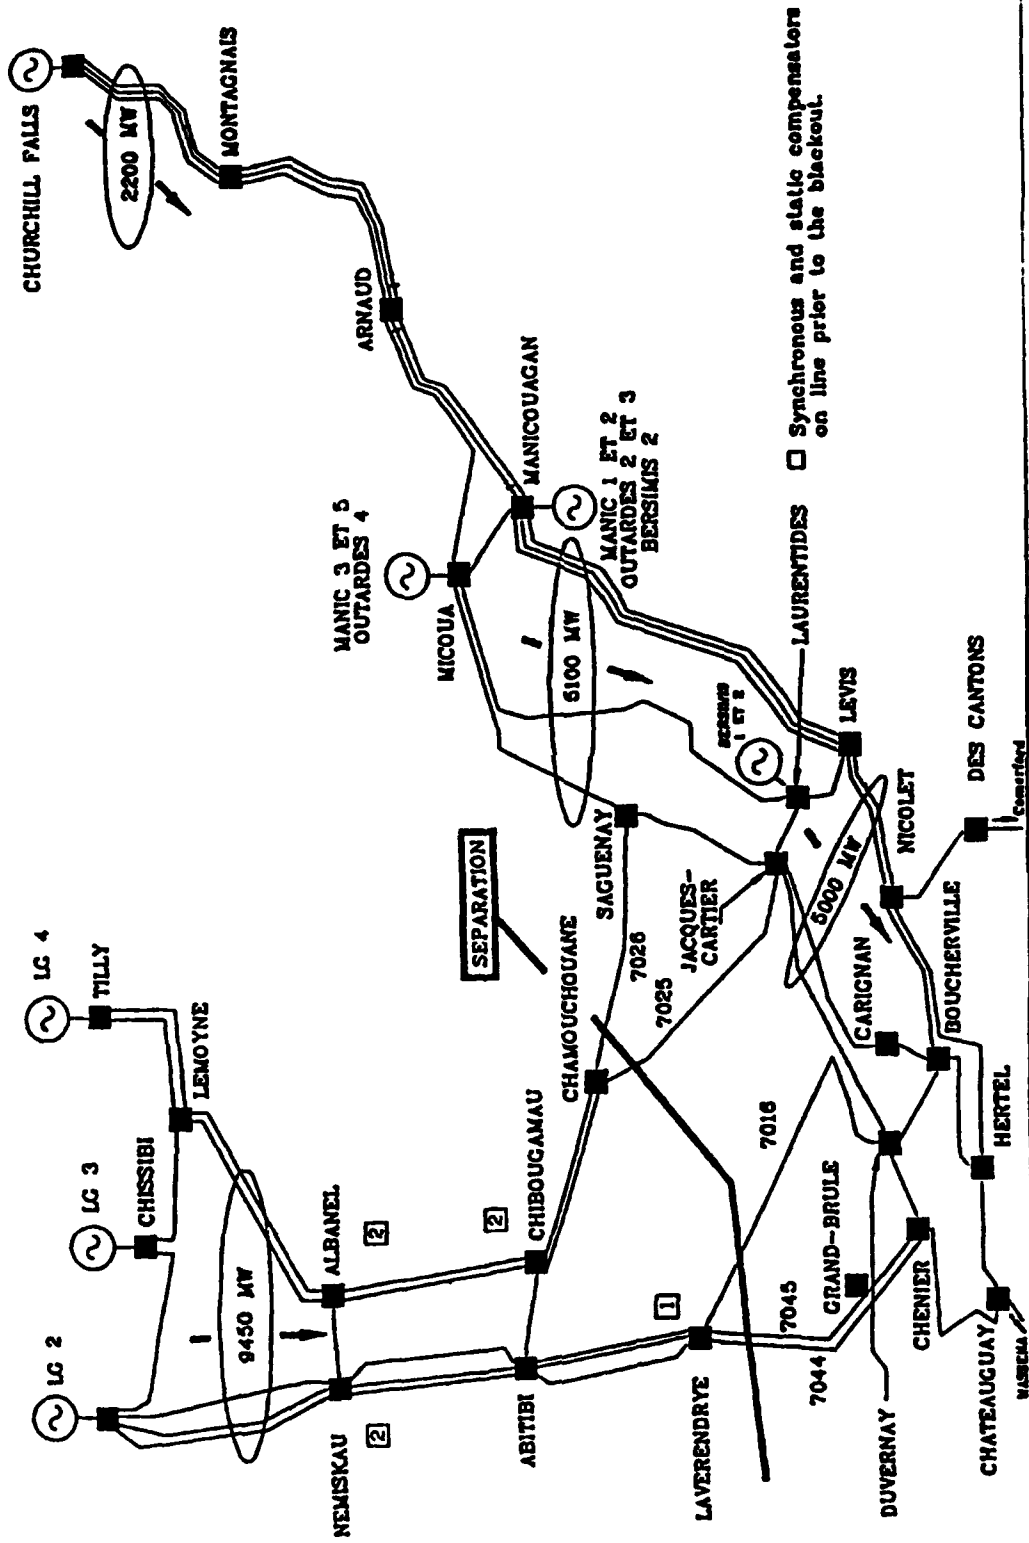 CHURCHILL FALLS
2200 MW
MONTAGNAIS
ARNAUD
MANICOUAGAN
MANIC 1 ET 2
OUTARDES 2 ET 3
BERSIMIS 2
MANIC 3 ET 5
OUTARDES 4
MICOUA
6100 MW
□ Synchronous and static compensators
on line prior to the blackout.
LAURENTIDES
BERSIMIS
1 ET 2
LEVIS
DES CANTONS
Comerford
NICOLET
SAGUENAY
JACQUES-
CARTIER
5000 MW
SEPARATION
7026
7025
CHAMOUCHOUANE
CARIGNAN
BOUCHERVILLE
HERTEL
LG 4
TILLY
LEMOYNE
LG 3
CHISSIBI
LG 2
9450 MW
ALBANEL
2
2
CHIBOUGAMAU
NEMISKAU
2
ABITIBI
LAVERENDRYE
1
7016
7045
7044
GRAND-BRULE
CHENIER
DUVERNAY
CHATEAUGUAY
MASSENA